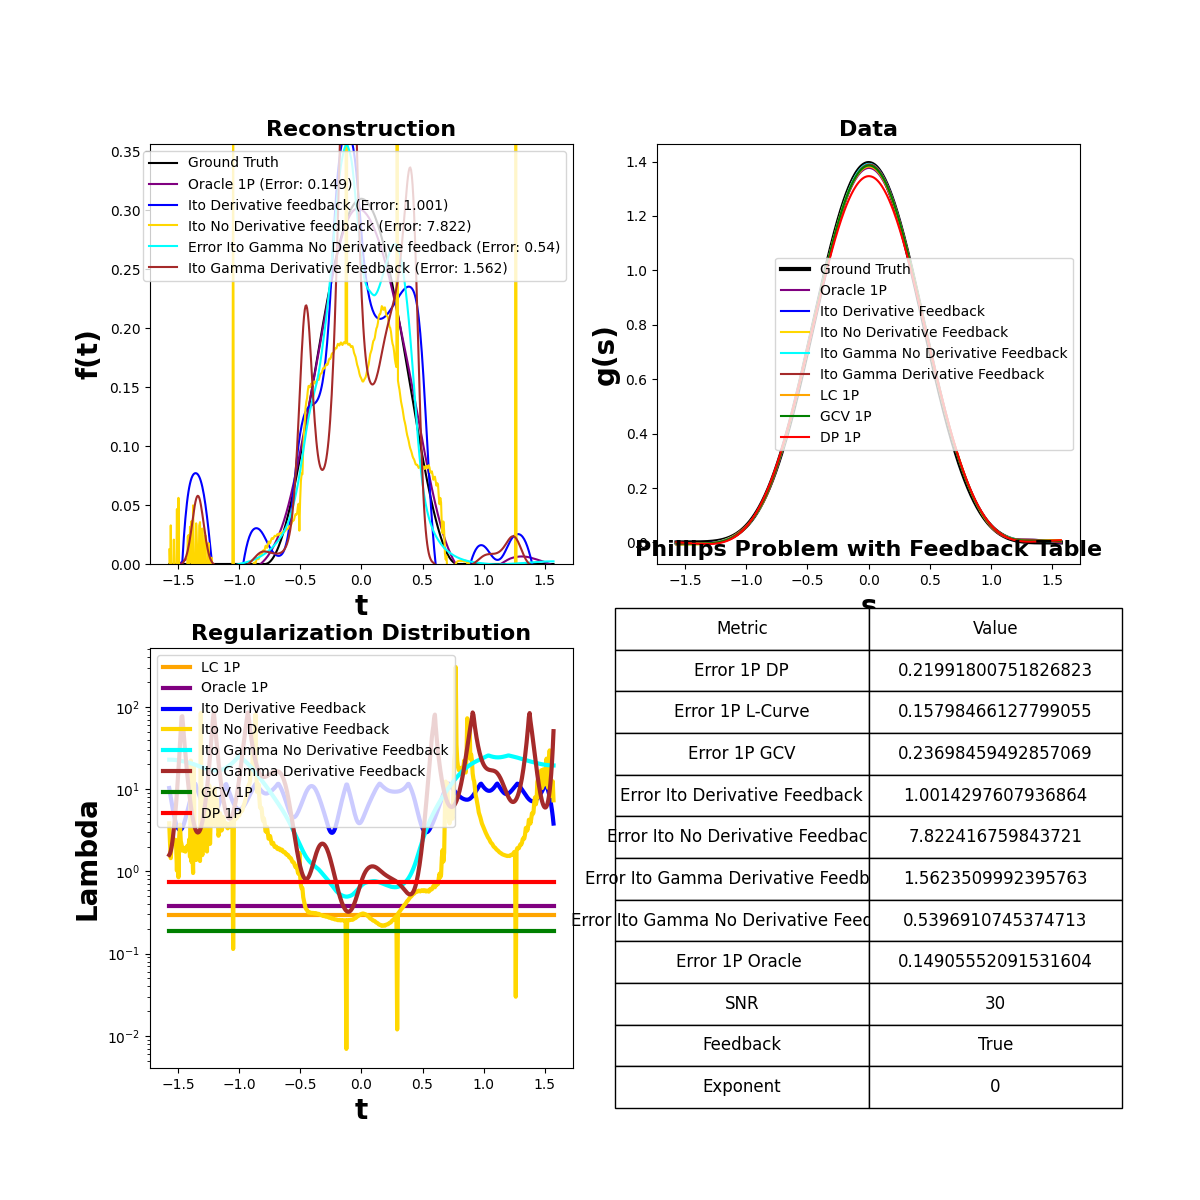 Reconstruction
f(t)
0.35
0.30
0.25
0.20
0.15
0.10
0.05
0.00
Ground Truth
Oracle 1P (Error: 0.149)
Ito Derivative feedback (Error: 1.001)
Ito No Derivative feedback (Error: 7.822)
Error Ito Gamma No Derivative feedback (Error: 0.54)
Ito Gamma Derivative feedback (Error: 1.562)
−1.5 −1.0 −0.5 0.0 0.5 1.0 1.5
t
Data
g(s)
1.4
1.2
1.0
0.8
0.6
0.4
0.2
0.0
Ground Truth
Oracle 1P
Ito Derivative Feedback
Ito No Derivative Feedback
Ito Gamma No Derivative Feedback
Ito Gamma Derivative Feedback
LC 1P
GCV 1P
DP 1P
−1.5 −1.0 −0.5 0.0 0.5 1.0 1.5
s
Regularization Distribution
Lambda
10²
10¹
10⁰
10⁻¹
10⁻²
LC 1P
Oracle 1P
Ito Derivative Feedback
Ito No Derivative Feedback
Ito Gamma No Derivative Feedback
Ito Gamma Derivative Feedback
GCV 1P
DP 1P
−1.5 −1.0 −0.5 0.0 0.5 1.0 1.5
t
Phillips Problem with Feedback Table
Metric Value
Error 1P DP 0.21991800751826823
Error 1P L-Curve 0.15798466127799055
Error 1P GCV 0.23698459492857069
Error Ito Derivative Feedback 1.0014297607936864
Error Ito No Derivative Feedbac 7.822416759843721
Error Ito Gamma Derivative Feedb 1.5623509992395763
Error Ito Gamma No Derivative Feed 0.5396910745374713
Error 1P Oracle 0.14905552091531604
SNR 30
Feedback True
Exponent 0